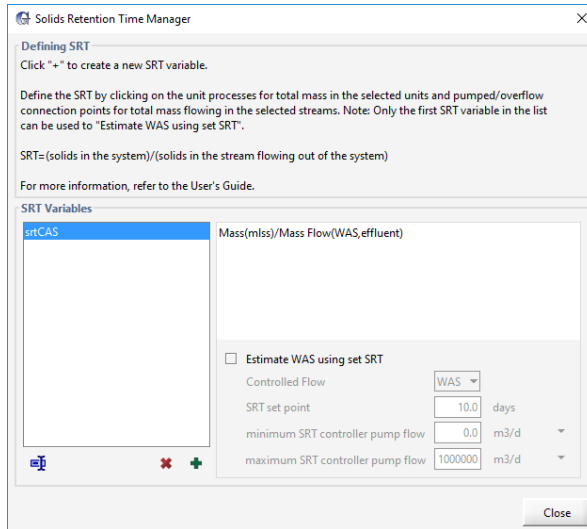 Solids Retention Time Manager
Defining SRT
Click "+" to create a new SRT variable.
Define the SRT by clicking on the unit processes for total mass in the selected units and pumped/overflow
connection points for total mass flowing in the selected streams. Note: Only the first SRT variable in the list
can be used to "Estimate WAS using set SRT".
SRT=(solids in the system)/(solids in the stream flowing out of the system)
For more information, refer to the User's Guide.
SRT Variables
srtCAS
Mass(mlss)/Mass Flow(WAS,effluent)
Estimate WAS using set SRT
Controlled Flow WAS
SRT set point 10.0 days
minimum SRT controller pump flow 0.0 m3/d
maximum SRT controller pump flow 1000000 m3/d
Close